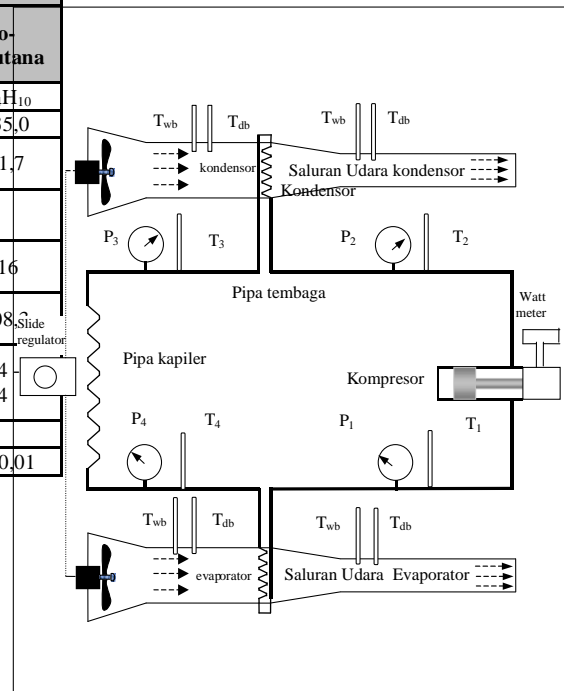 o-
utana
H₁₀
5,0
1,7
16
08,
4
4
0,01
Twb Tdb Twb Tdb
kondensor Saluran Udara kondensor
Kondensor
P3 T3 P2 T2
Pipa tembaga
Watt
meter
Slide
regulator
Pipa kapiler
Kompresor
P4 T4 P1 T1
Twb Tdb Twb Tdb
evaporator Saluran Udara Evaporator